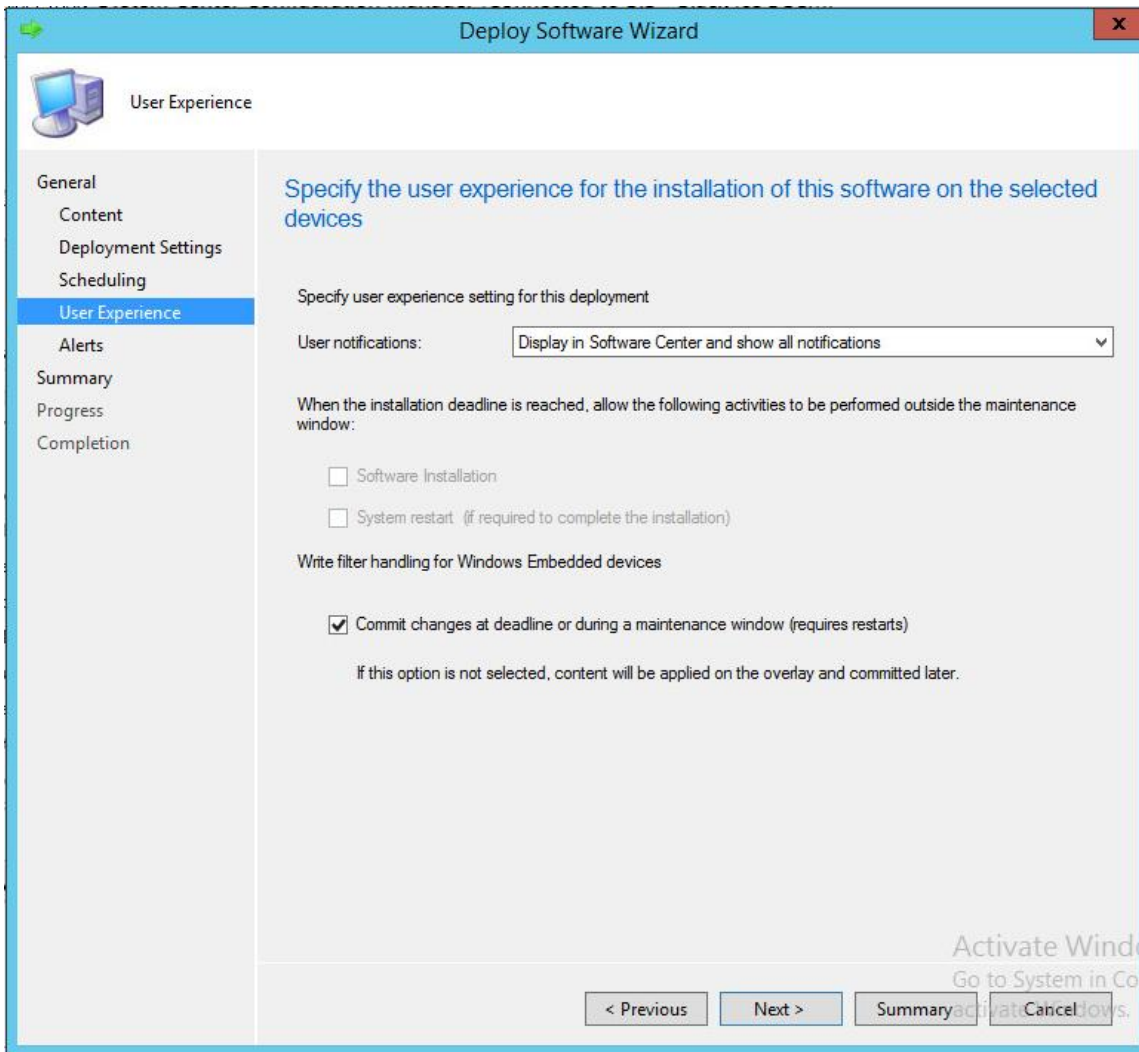 Deploy Software Wizard
x
User Experience
General
Content
Deployment Settings
Scheduling
User Experience
Alerts
Summary
Progress
Completion
Specify the user experience for the installation of this software on the selected
devices
Specify user experience setting for this deployment
User notifications:
Display in Software Center and show all notifications
When the installation deadline is reached, allow the following activities to be performed outside the maintenance
window:
Software Installation
System restart (if required to complete the installation)
Write filter handling for Windows Embedded devices
Commit changes at deadline or during a maintenance window (requires restarts)
If this option is not selected, content will be applied on the overlay and committed later.
Activate Wind
Go to System in Co
activate Windows.
< Previous
Next >
Summary
Cancel